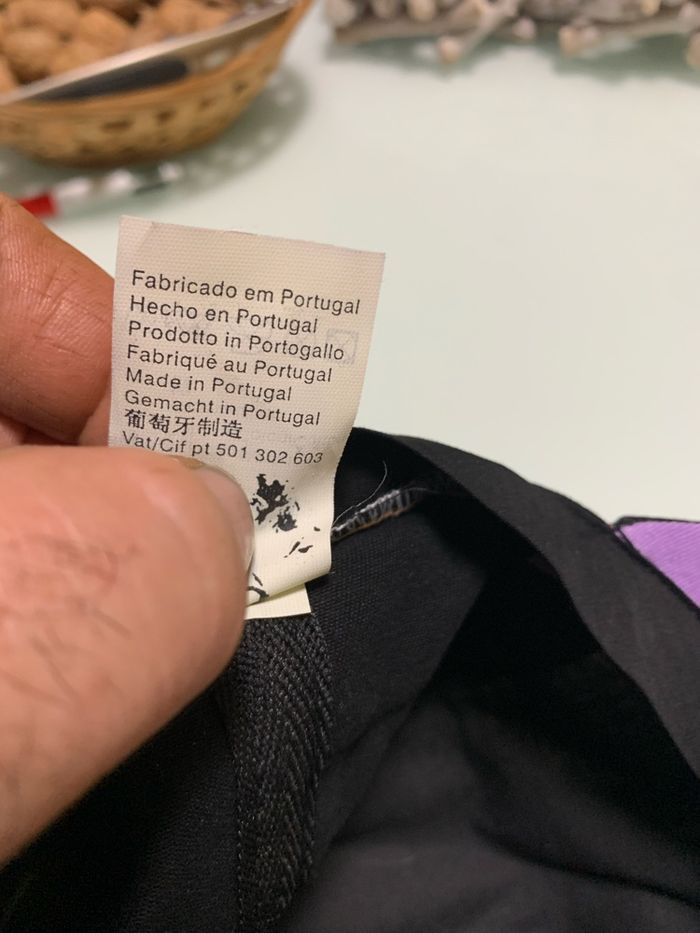 Fabricado em Portugal
Hecho en Portugal
Prodotto in Portogallo
Fabriqué au Portugal
Made in Portugal
Gemacht in Portugal
葡萄牙制造
Vat/Cif pt 501 302 603